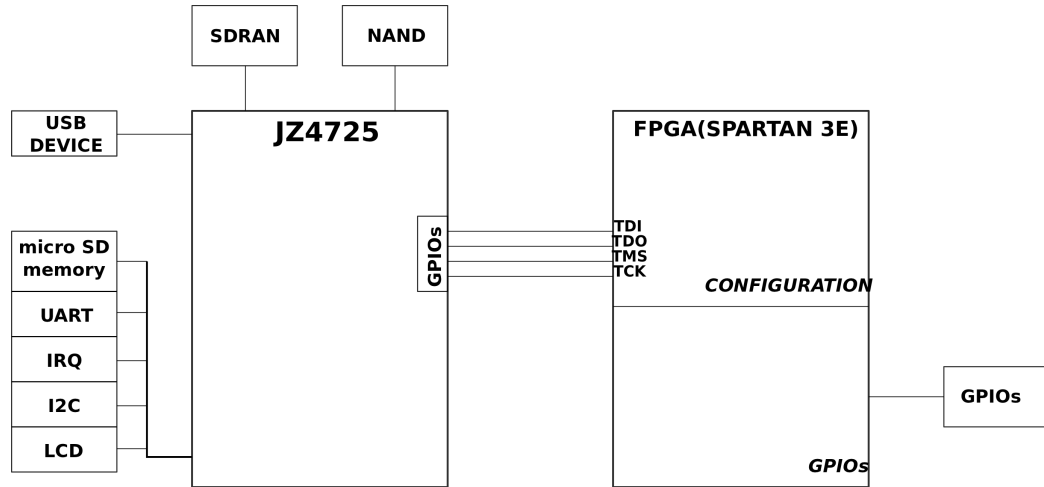 SDRAN
NAND
USB
DEVICE
JZ4725
FPGA(SPARTAN 3E)
micro SD
memory
UART
IRQ
I2C
LCD
GPIOs
TDI
TDO
TMS
TCK
CONFIGURATION
GPIOs
GPIOs